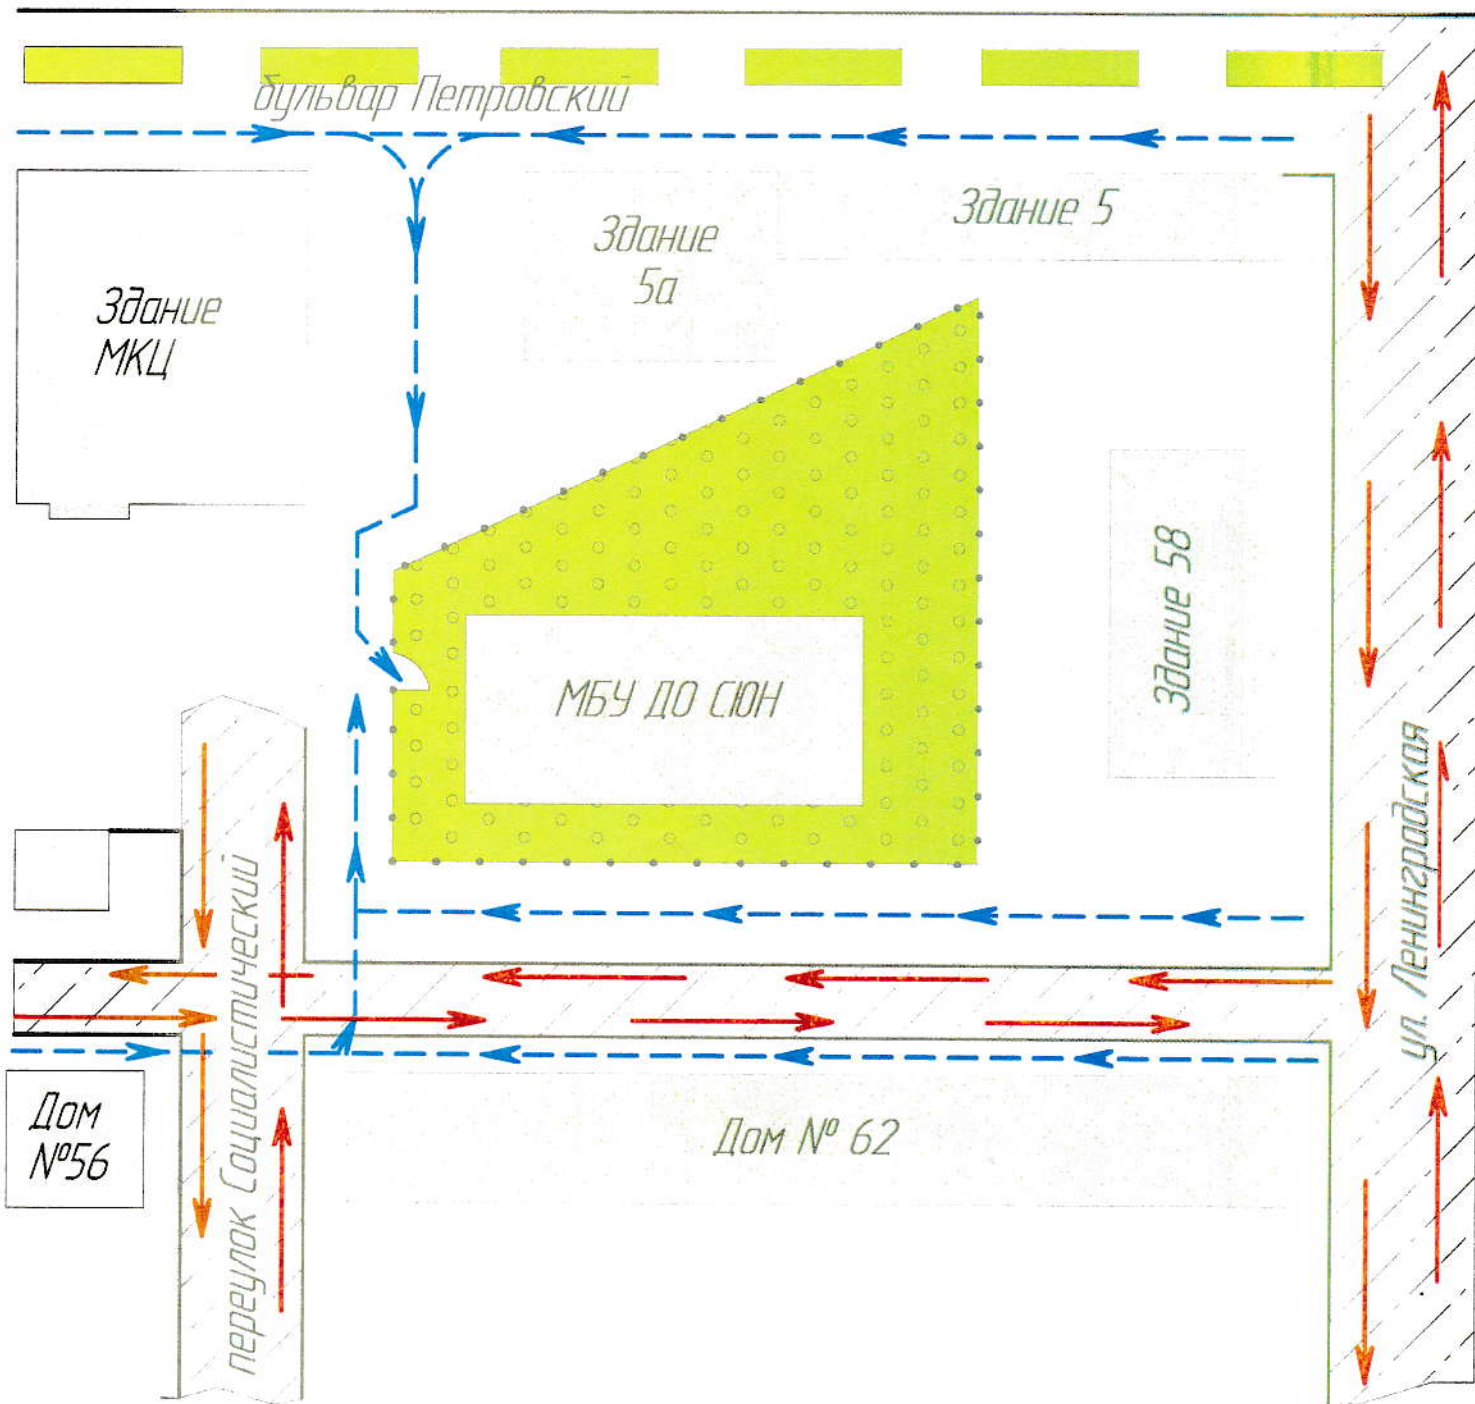 бульвар Петровский
Здание 5
Здание
5а
Здание
МКЦ
Здание 58
МБУ ДО СЮН
ул. Ленинградская
переулок Социалистический
Дом
№56
Дом № 62